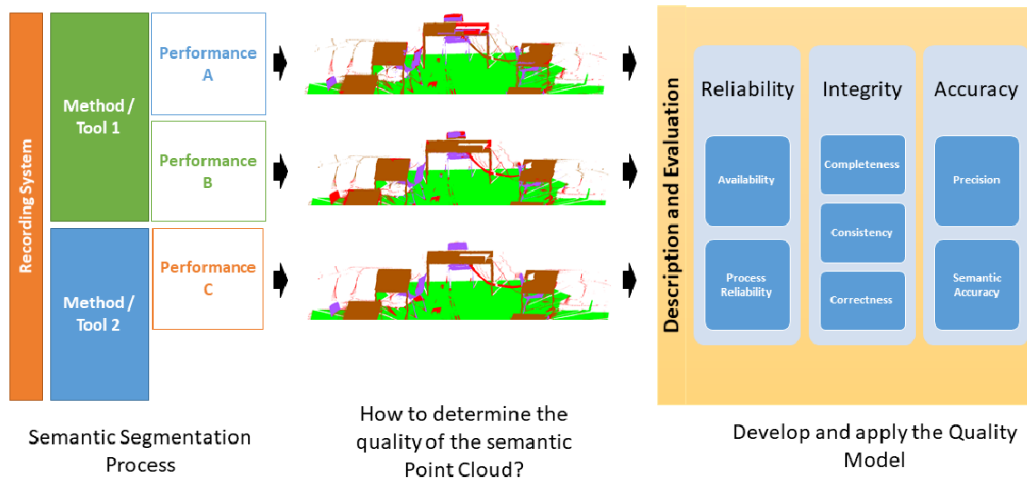 Recording System
Method /
Tool 1
Method /
Tool 2
Performance
A
Performance
B
Performance
C
Semantic Segmentation
Process
How to determine the
quality of the semantic
Point Cloud?
Description and Evaluation
Reliability
Availability
Process
Reliability
Integrity
Completeness
Consistency
Correctness
Accuracy
Precision
Semantic
Accuracy
Develop and apply the Quality
Model